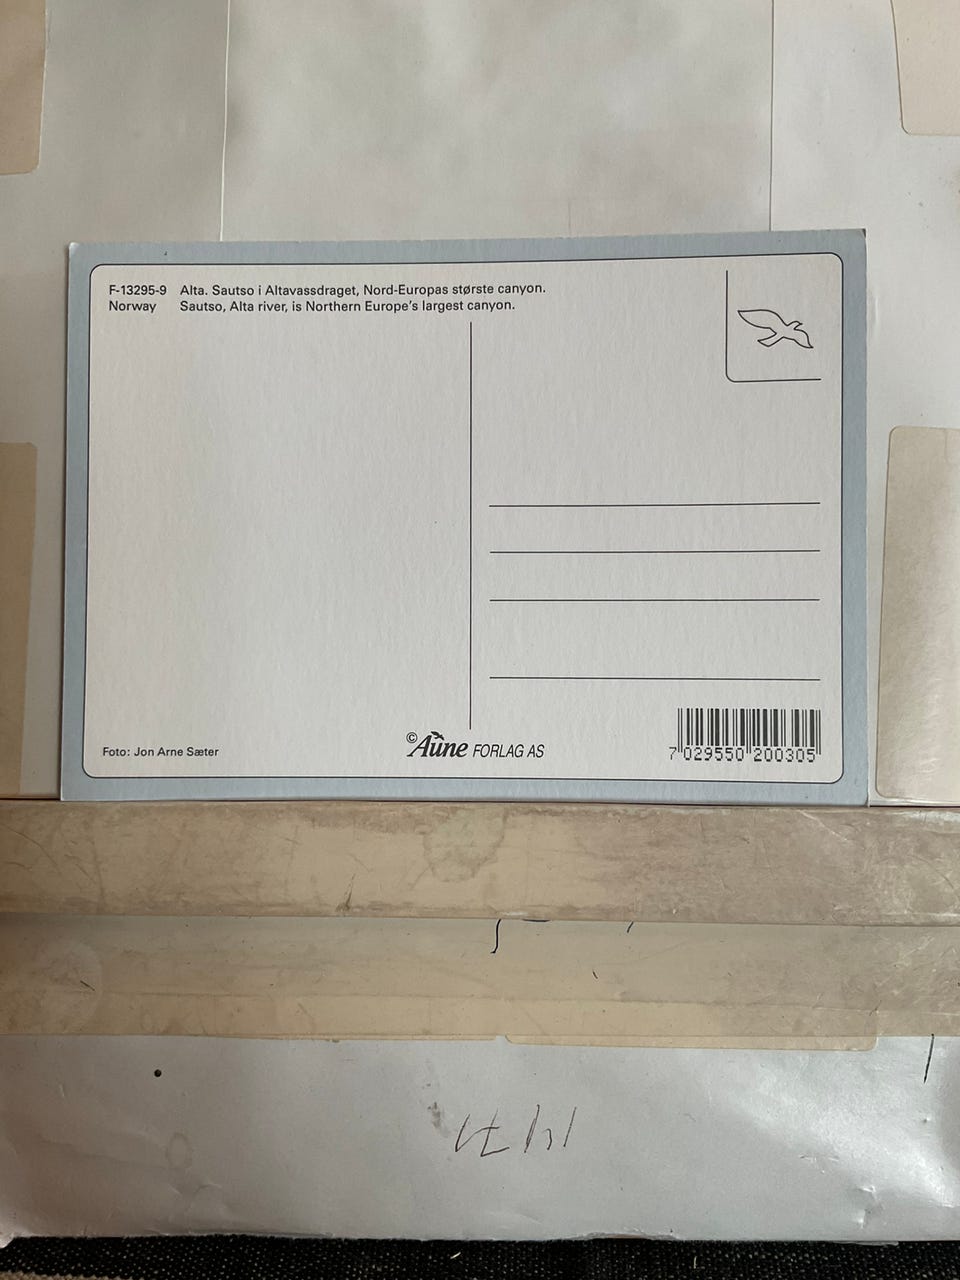 F-13295-9 Alta. Sautso i Altavassdraget, Nord-Europas største canyon.
Norway Sautso, Alta river, is Northern Europe's largest canyon.
Foto: Jon Arne Sæter
©Aune FORLAG AS
7 029550 200305